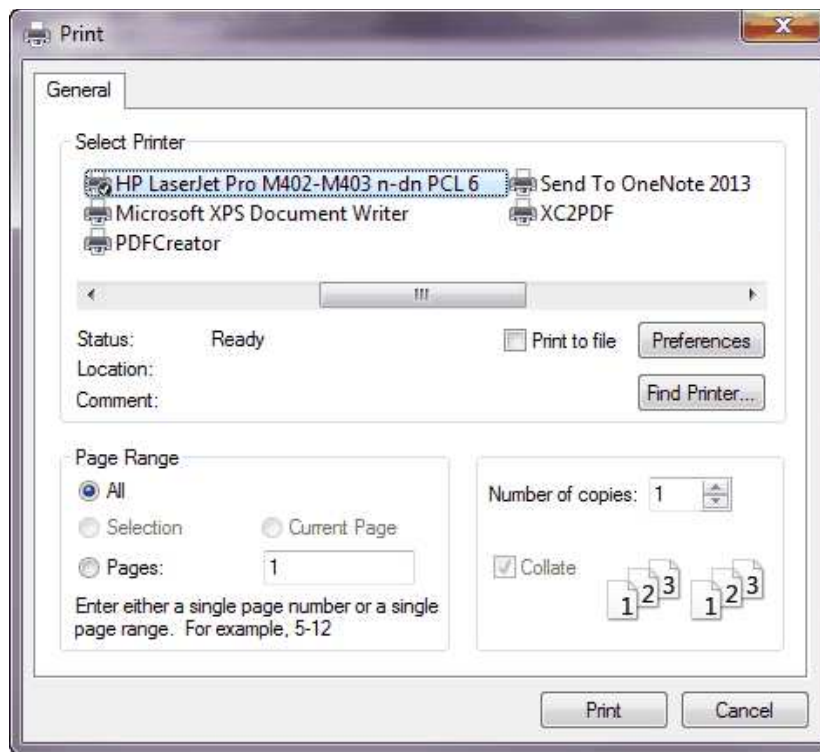 Print
General
Select Printer
HP LaserJet Pro M402-M403 n-dn PCL 6
Send To OneNote 2013
Microsoft XPS Document Writer
XC2PDF
PDFCreator
Status: Ready
Print to file
Preferences
Location:
Comment:
Find Printer...
Page Range
All
Selection
Current Page
Pages: 1
Enter either a single page number or a single
page range. For example, 5-12
Number of copies: 1
Collate
1 2 3 1 2 3
Print
Cancel